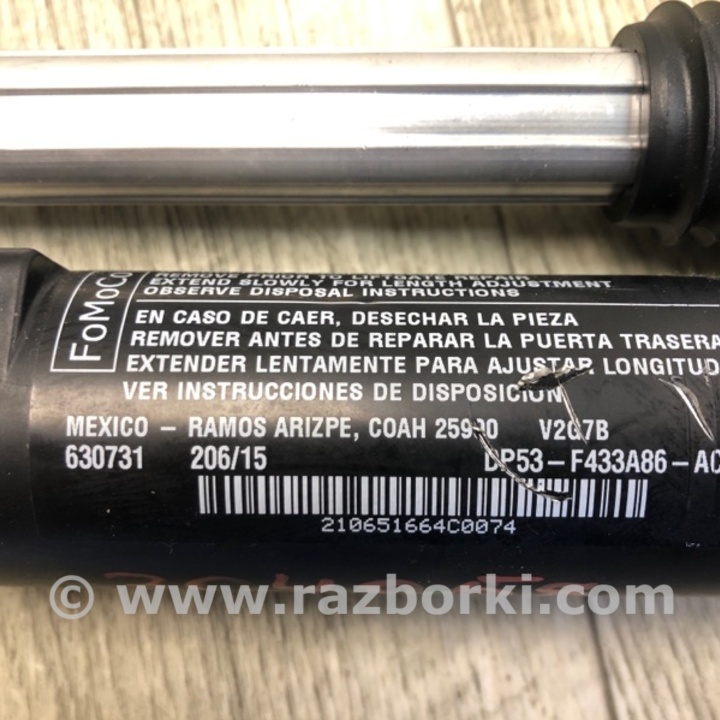 FoMoCo
REMOVE PRIOR TO LIFTGATE REPAIR
EXTEND SLOWLY FOR LENGTH ADJUSTMENT
OBSERVE DISPOSAL INSTRUCTIONS
EN CASO DE CAER, DESECHAR LA PIEZA
REMOVER ANTES DE REPARAR LA PUERTA TRASERA
EXTENDER LENTAMENTE PARA AJUSTAR LONGITUD
VER INSTRUCCIONES DE DISPOSICIÓN
MEXICO – RAMOS ARIZPE, COAH V2G7B
630731 206/15 DP53–F433A86–AC
210651664C0074
© www.razborki.com